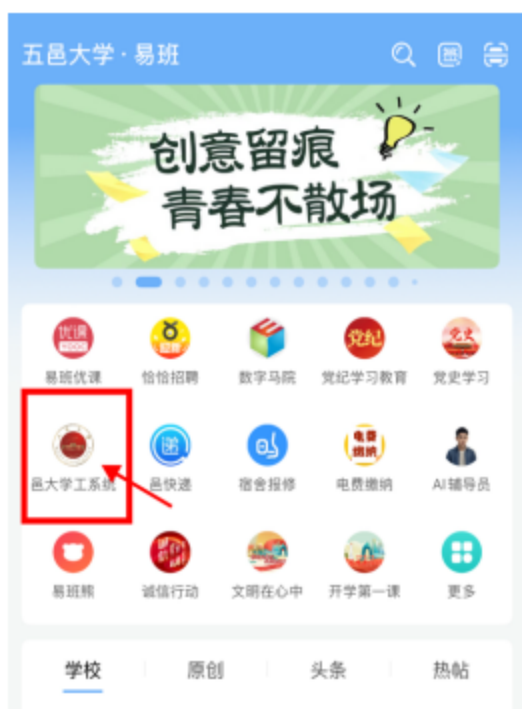 五邑大学·易班
创意留痕
青春不散场
优课
易班优课
恰恰招聘
数字马院
党纪
党纪学习教育
党史
党史学习
邑大学工系统
递
邑快递
宿舍报修
电费
缴纳
电费缴纳
AI辅导员
易班熊
诚信行动
文明在心中
开学第一课
更多
学校
原创
头条
热帖